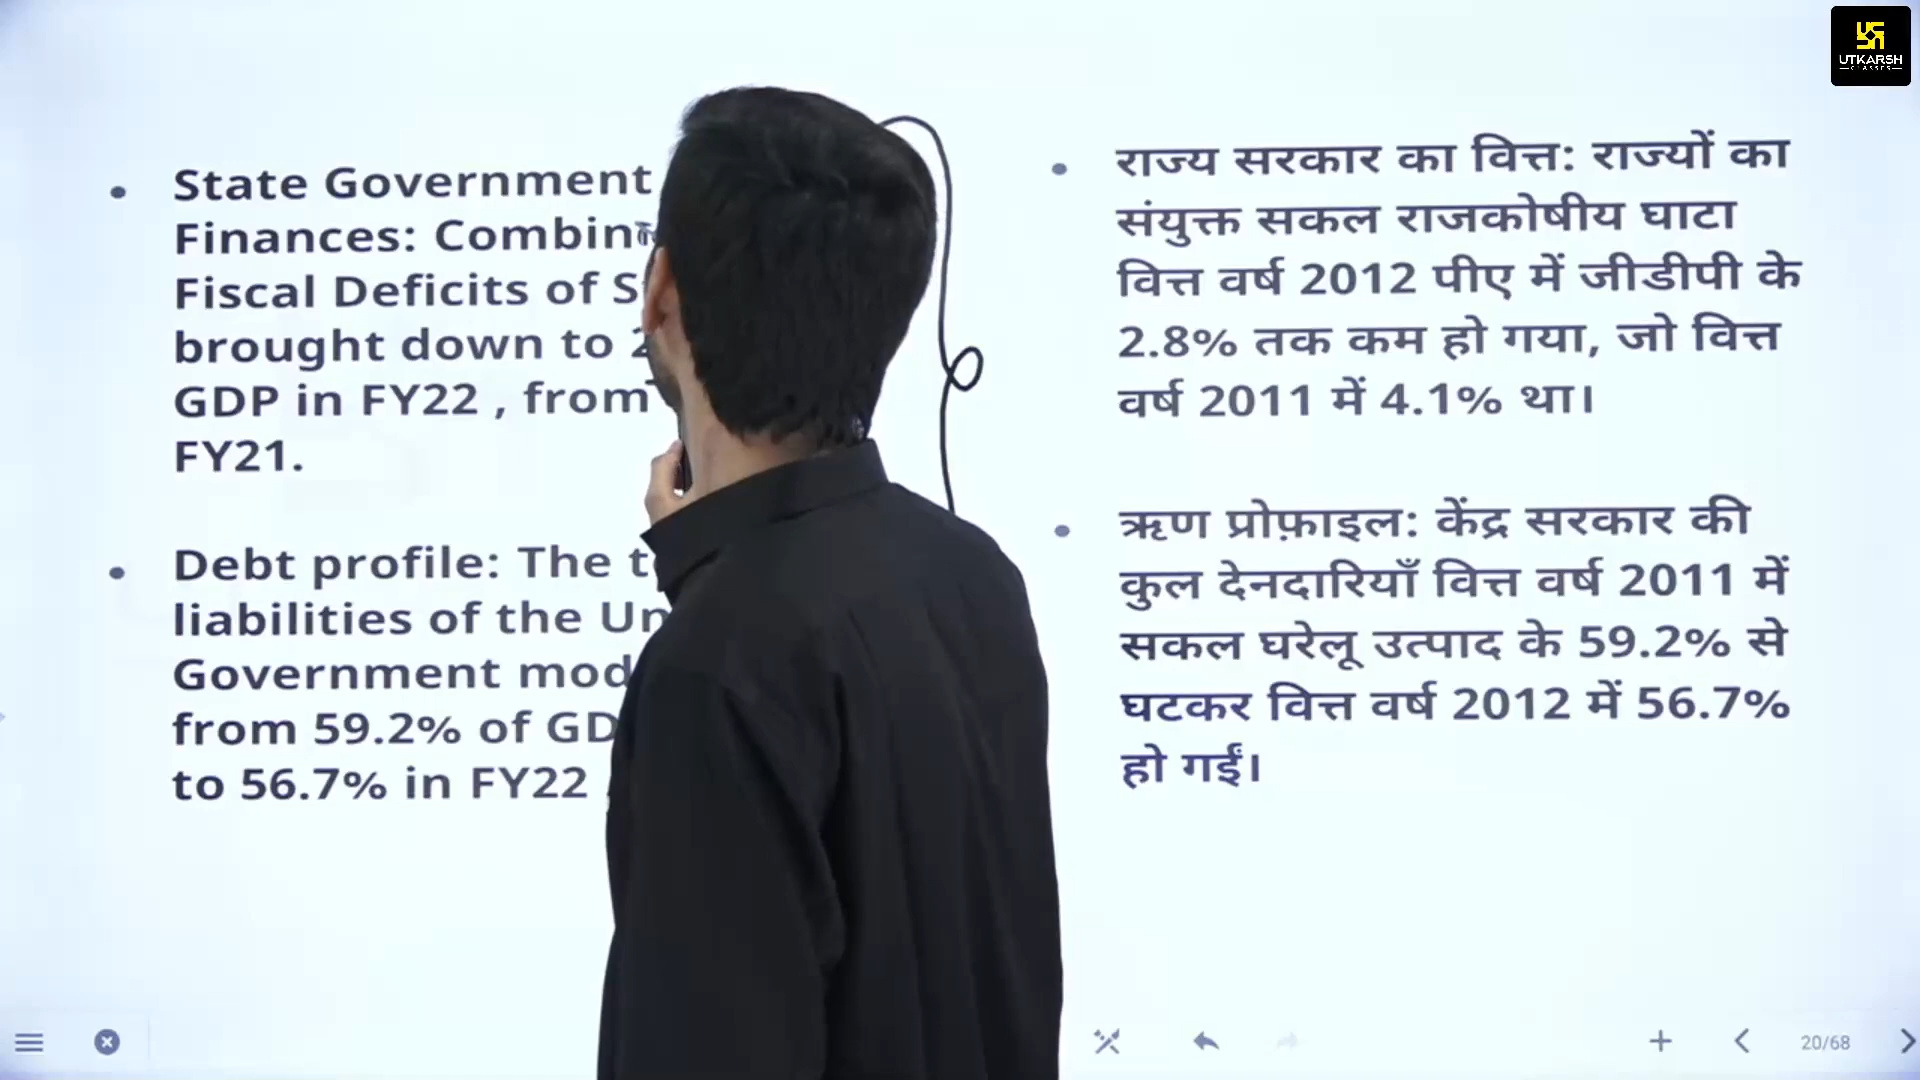 State Government
Finances: Combin
Fiscal Deficits of S
brought down to
GDP in FY22 , from
FY21.
Debt profile: The t
liabilities of the Un
Government mod
from 59.2% of GD
to 56.7% in FY22
राज्य सरकार का वित्त: राज्यों का
संयुक्त सकल राजकोषीय घाटा
वित्त वर्ष 2012 पीए में जीडीपी के
2.8% तक कम हो गया, जो वित्त
वर्ष 2011 में 4.1% था।
ऋण प्रोफ़ाइल: केंद्र सरकार की
कुल देनदारियाँ वित्त वर्ष 2011 में
सकल घरेलू उत्पाद के 59.2% से
घटकर वित्त वर्ष 2012 में 56.7%
हो गईं।
UTKARSH
CLASSES
20/68